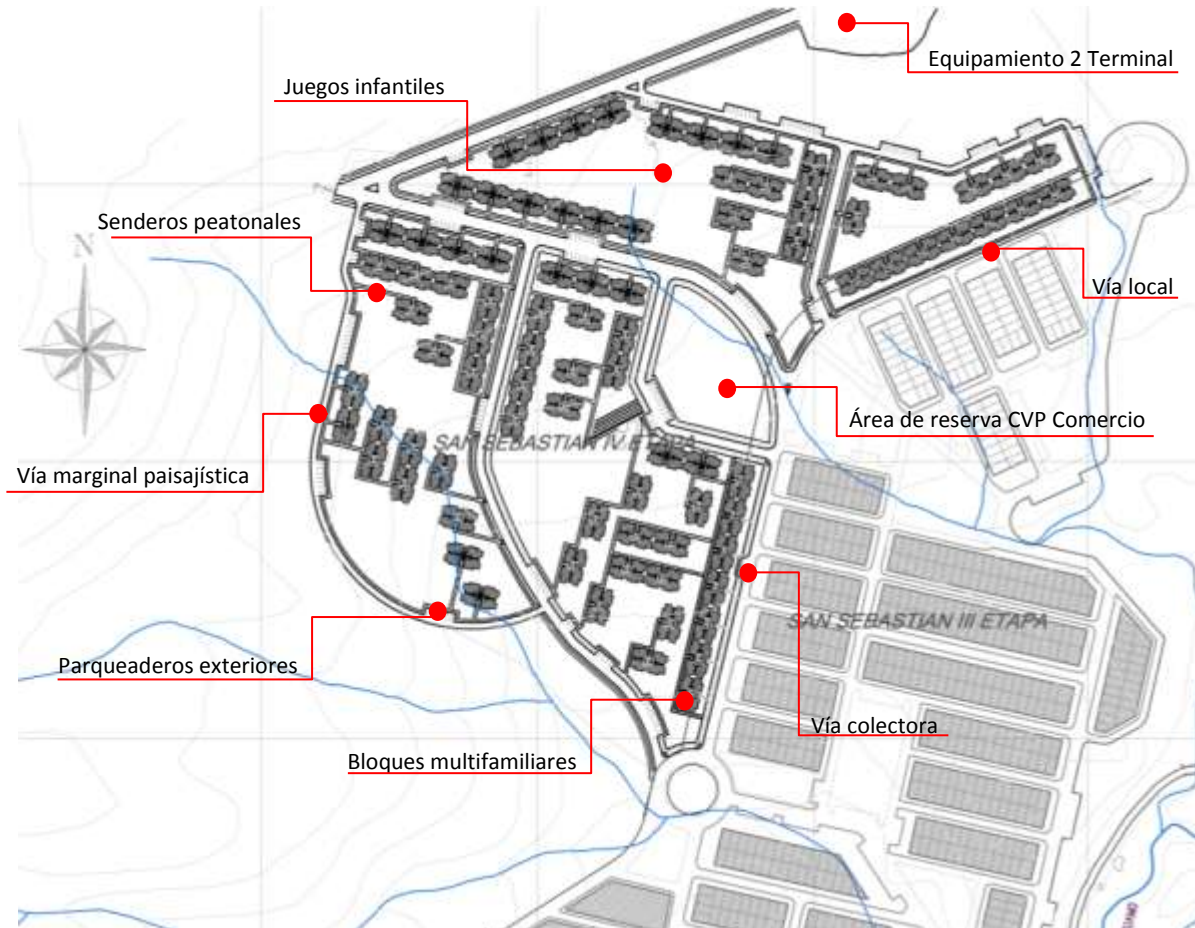 Equipamiento 2 Terminal
Juegos infantiles
Senderos peatonales
N
Vía local
Área de reserva CVP Comercio
SAN SEBASTIAN IV ETAPA
Vía marginal paisajística
SAN SEBASTIAN III ETAPA
Parqueaderos exteriores
Vía colectora
Bloques multifamiliares